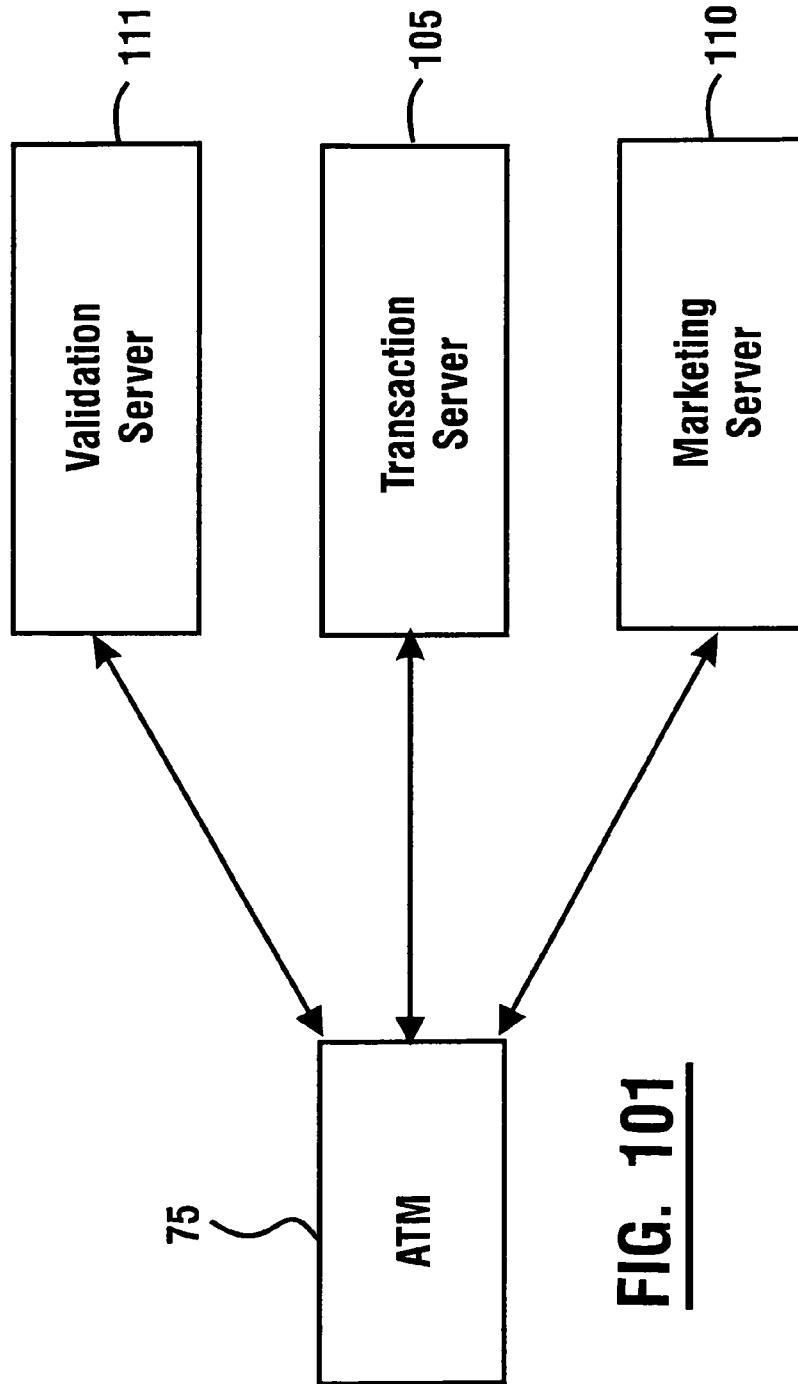 Validation
Server
111
Transaction
Server
105
Marketing
Server
110
75
ATM
FIG. 101